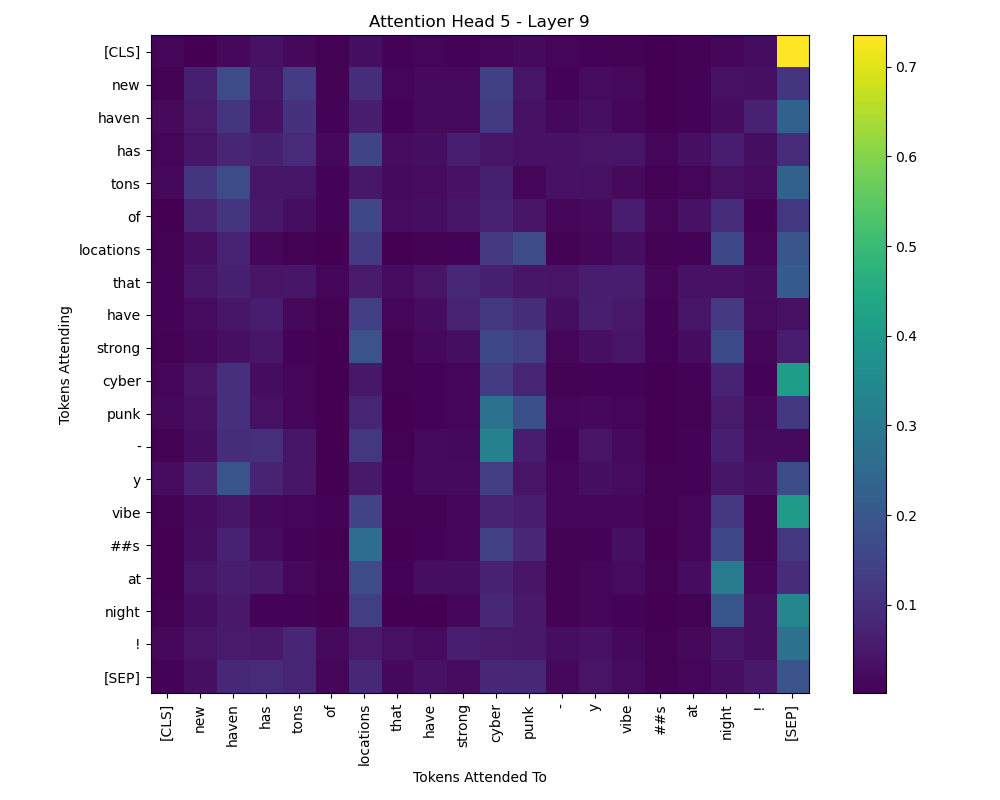 Attention Head 5 - Layer 9
Tokens Attending
[CLS]
new
haven
has
tons
of
locations
that
have
strong
cyber
punk
-
y
vibe
##s
at
night
!
[SEP]
[CLS]
new
haven
has
tons
of
locations
that
have
strong
cyber
punk
-
y
vibe
##s
at
night
!
[SEP]
Tokens Attended To
0.7
0.6
0.5
0.4
0.3
0.2
0.1